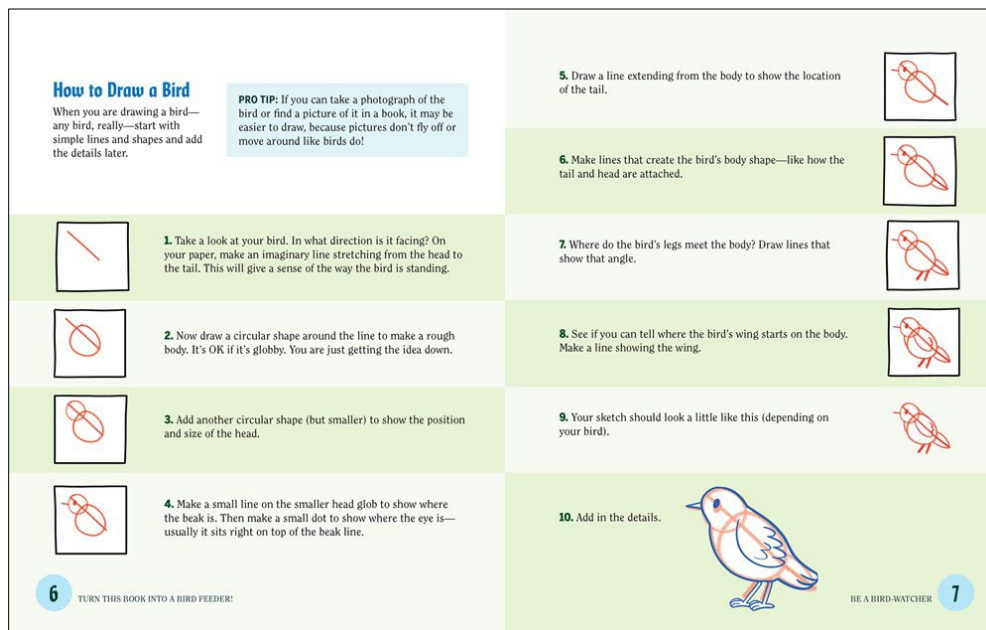 How to Draw a Bird
When you are drawing a bird—
any bird, really—start with
simple lines and shapes and add
the details later.
PRO TIP: If you can take a photograph of the
bird or find a picture of it in a book, it may be
easier to draw, because pictures don't fly off or
move around like birds do!
1. Take a look at your bird. In what direction is it facing? On
your paper, make an imaginary line stretching from the head to
the tail. This will give a sense of the way the bird is standing.
2. Now draw a circular shape around the line to make a rough
body. It's OK if it's globby. You are just getting the idea down.
3. Add another circular shape (but smaller) to show the position
and size of the head.
4. Make a small line on the smaller head glob to show where
the beak is. Then make a small dot to show where the eye is—
usually it sits right on top of the beak line.
6
TURN THIS BOOK INTO A BIRD FEEDER!
5. Draw a line extending from the body to show the location
of the tail.
6. Make lines that create the bird's body shape—like how the
tail and head are attached.
7. Where do the bird's legs meet the body? Draw lines that
show that angle.
8. See if you can tell where the bird's wing starts on the body.
Make a line showing the wing.
9. Your sketch should look a little like this (depending on
your bird).
10. Add in the details.
BE A BIRD-WATCHER
7